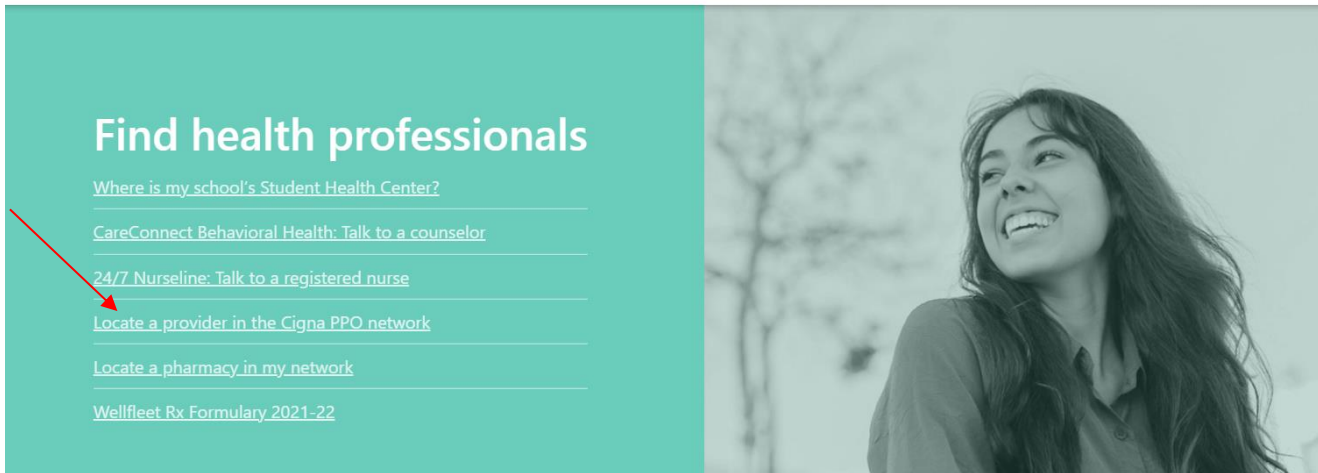 Find health professionals
Where is my school's Student Health Center?
CareConnect Behavioral Health: Talk to a counselor
24/7 Nurseline: Talk to a registered nurse
Locate a provider in the Cigna PPO network
Locate a pharmacy in my network
Wellfleet Rx Formulary 2021-22